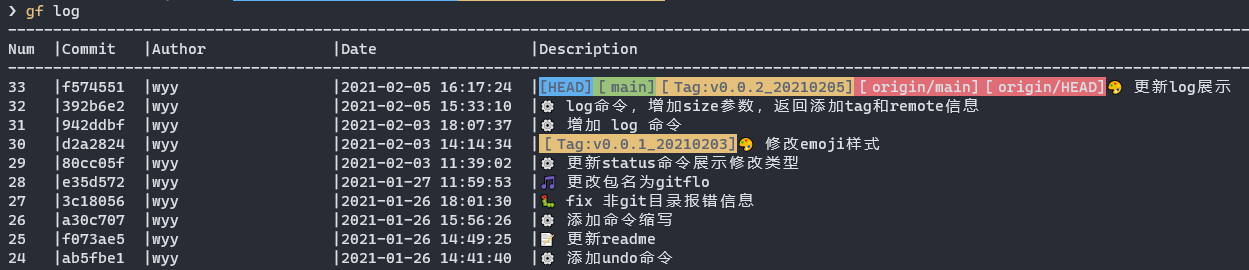 ❯ gf log
Num |Commit |Author |Date |Description
33 |f574551 |wyy |2021-02-05 16:17:24 |[HEAD][ main][ Tag:v0.0.2_20210205][ origin/main][ origin/HEAD]🎨 更新log展示
32 |392b6e2 |wyy |2021-02-05 15:33:10 |⚙ log命令，增加size参数，返回添加tag和remote信息
31 |942ddbf |wyy |2021-02-03 18:07:37 |⚙ 增加 log 命令
30 |d2a2824 |wyy |2021-02-03 14:14:34 |[ Tag:v0.0.1_20210203]🎨 修改emoji样式
29 |80cc05f |wyy |2021-02-03 11:39:02 |⚙ 更新status命令展示修改类型
28 |e35d572 |wyy |2021-01-27 11:59:53 |🎵 更改包名为gitflo
27 |3c18056 |wyy |2021-01-26 18:01:30 |🐛 fix 非git目录报错信息
26 |a30c707 |wyy |2021-01-26 15:56:26 |⚙ 添加命令缩写
25 |f073ae5 |wyy |2021-01-26 14:49:25 |📝 更新readme
24 |ab5fbe1 |wyy |2021-01-26 14:41:40 |⚙ 添加undo命令